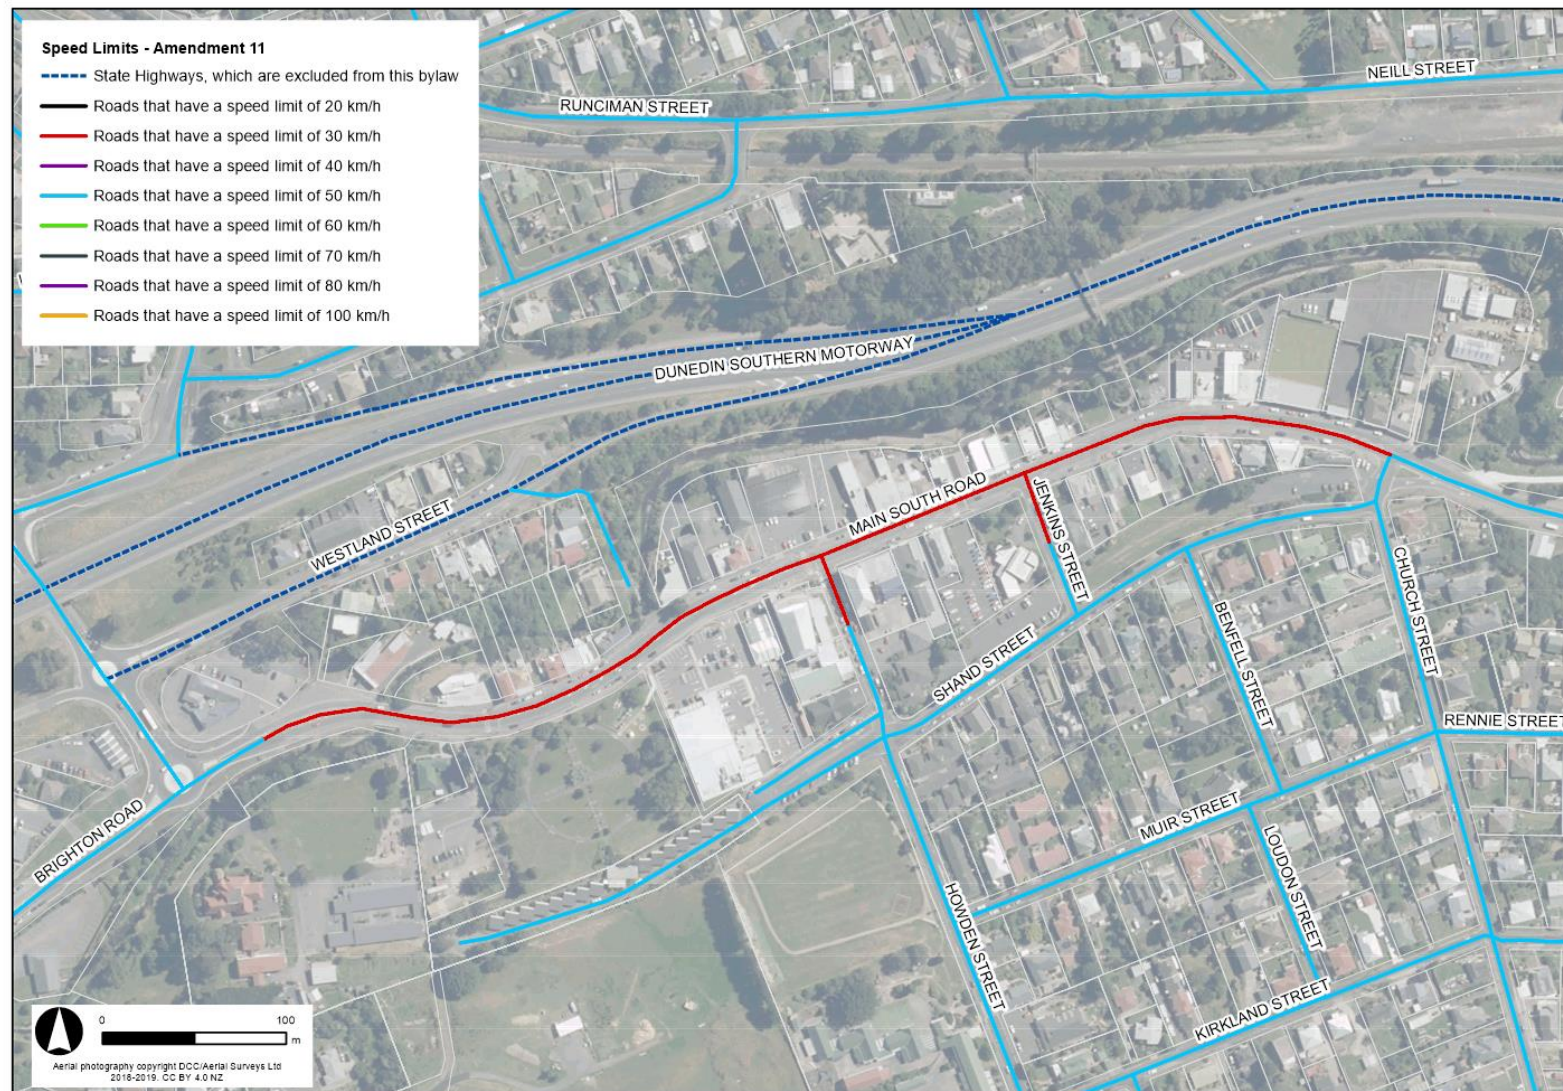 Speed Limits - Amendment 11
State Highways, which are excluded from this bylaw
Roads that have a speed limit of 20 km/h
Roads that have a speed limit of 30 km/h
Roads that have a speed limit of 40 km/h
Roads that have a speed limit of 50 km/h
Roads that have a speed limit of 60 km/h
Roads that have a speed limit of 70 km/h
Roads that have a speed limit of 80 km/h
Roads that have a speed limit of 100 km/h
NEILL STREET
RUNCIMAN STREET
DUNEDIN SOUTHERN MOTORWAY
WESTLAND STREET
MAIN SOUTH ROAD
JENKINS STREET
CHURCH STREET
BENFELL STREET
SHAND STREET
RENNIE STREET
BRIGHTON ROAD
MUIR STREET
LOUDON STREET
HOWDEN STREET
KIRKLAND STREET
0 100
m
Aerial photography copyright DCC/Aerial Surveys Ltd
2018-2019. CC BY 4.0 NZ